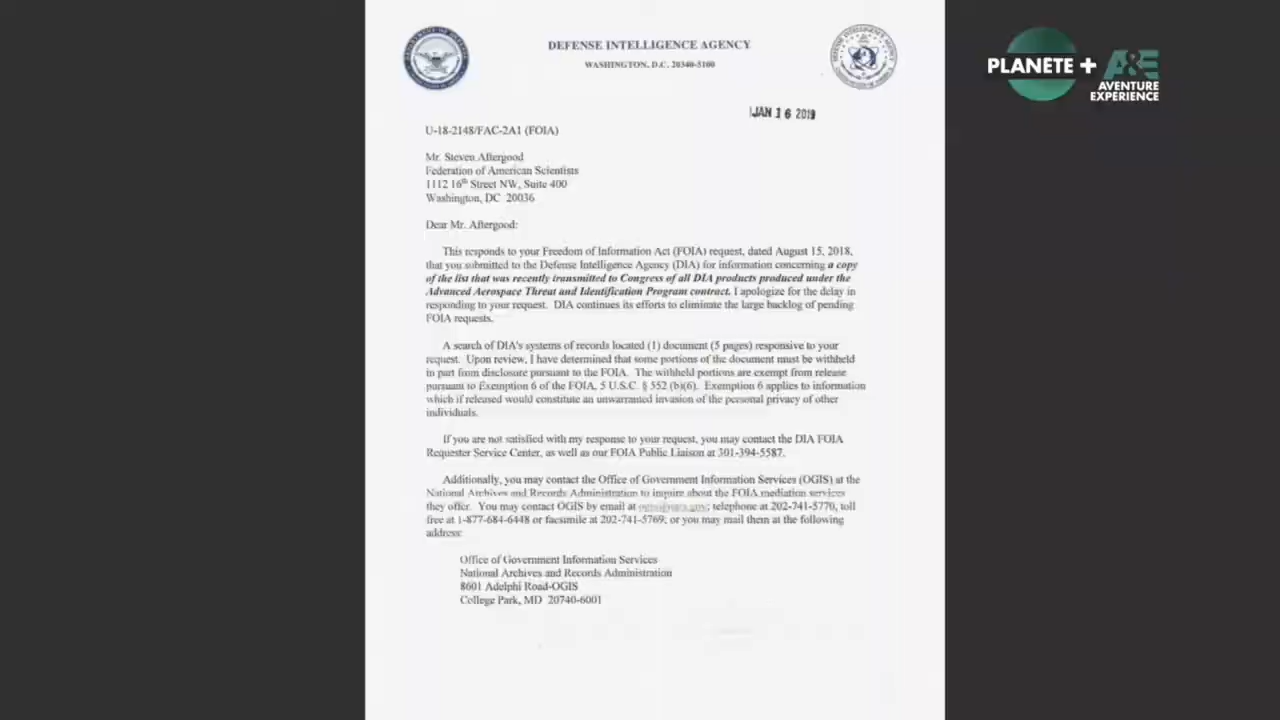 DEFENSE INTELLIGENCE AGENCY
WASHINGTON, D.C. 20340-5100
PLANETE +
A&E
AVENTURE
EXPERIENCE
JAN 16 2019
U-18-2148/FAC-2A1 (FOIA)
Mr. Steven Aftergood
Federation of American Scientists
1112 16th Street NW, Suite 400
Washington, DC 20036
Dear Mr. Aftergood:
This responds to your Freedom of Information Act (FOIA) request, dated August 15, 2018,
that you submitted to the Defense Intelligence Agency (DIA) for information concerning a copy
of the list that was recently transmitted to Congress of all DIA products produced under the
Advanced Aerospace Threat and Identification Program contract. I apologize for the delay in
responding to your request. DIA continues its efforts to eliminate the large backlog of pending
FOIA requests.
A search of DIA's systems of records located (1) document (5 pages) responsive to your
request. Upon review, I have determined that some portions of the document must be withheld
in part from disclosure pursuant to the FOIA. The withheld portions are exempt from release
pursuant to Exemption 6 of the FOIA, 5 U.S.C. § 552 (b)(6). Exemption 6 applies to information
which if released would constitute an unwarranted invasion of the personal privacy of other
individuals.
If you are not satisfied with my response to your request, you may contact the DIA FOIA
Requester Service Center, as well as our FOIA Public Liaison at 301-394-5587.
Additionally, you may contact the Office of Government Information Services (OGIS) at the
National Archives and Records Administration to inquire about the FOIA mediation services
they offer. You may contact OGIS by email at telephone at 202-741-5770, toll
free at 1-877-684-6448 or facsimile at 202-741-5769; or you may mail them at the following
address:
Office of Government Information Services
National Archives and Records Administration
8601 Adelphi Road-OGIS
College Park, MD 20740-6001